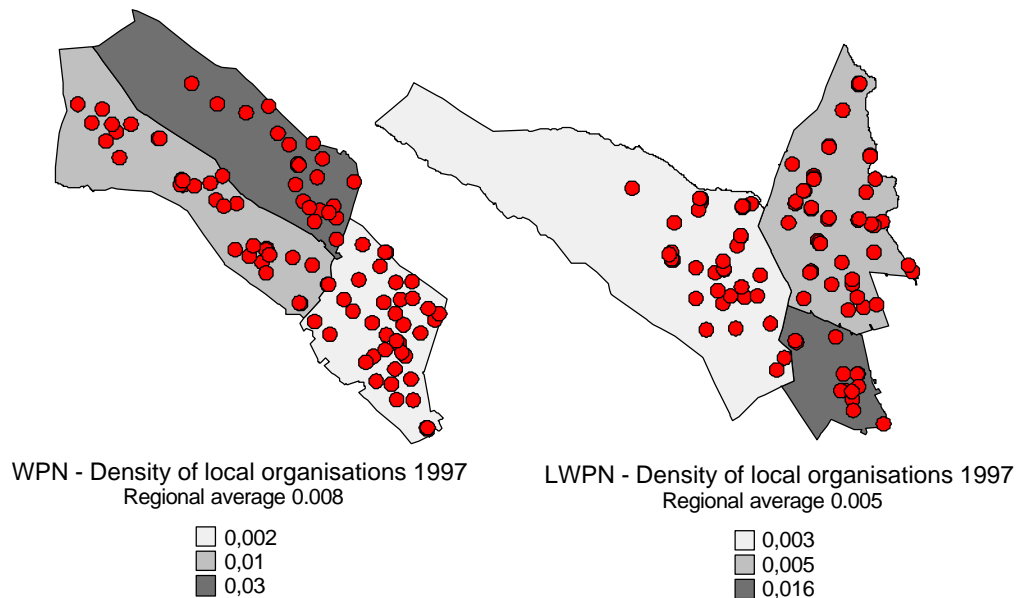 WPN - Density of local organisations 1997
Regional average 0.008
0,002
0,01
0,03
LWPN - Density of local organisations 1997
Regional average 0.005
0,003
0,005
0,016